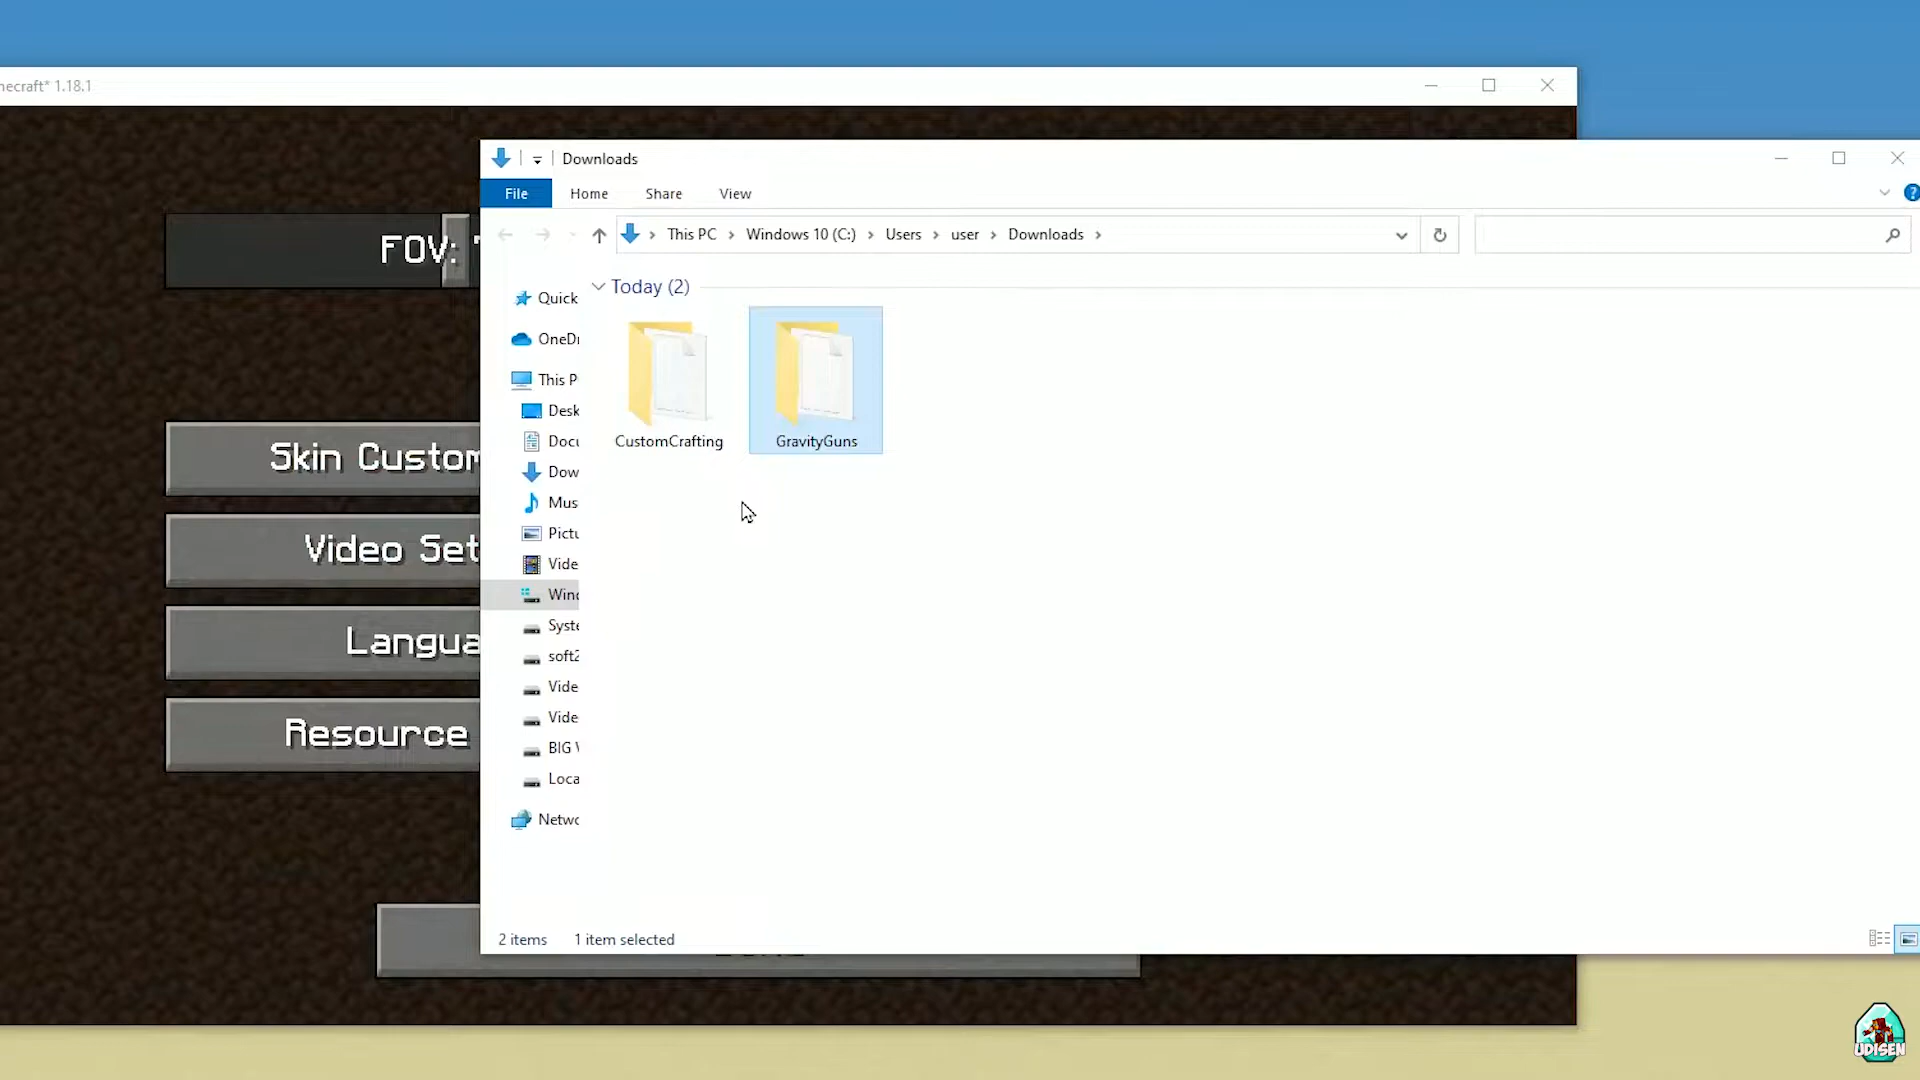 necraft* 1.18.1
Downloads
File Home Share View
This PC Windows 10 (C:) Users user Downloads
FOV:
Today (2)
Quick
OneDr
This P
Desk
CustomCrafting GravityGuns
Docu
Skin Custom
Dow
Mus
Pictu
Video Set
Vide
Wind
Syste
Langua
soft2
Vide
Vide
Resource
BIG
Loca
Netwo
2 items 1 item selected
UDISEN